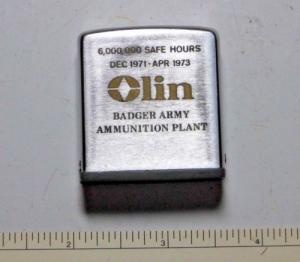 6,000,000 SAFE HOURS
DEC 1971 - APR 1973
Olin
BADGER ARMY
AMMUNITION PLANT
2 3 4